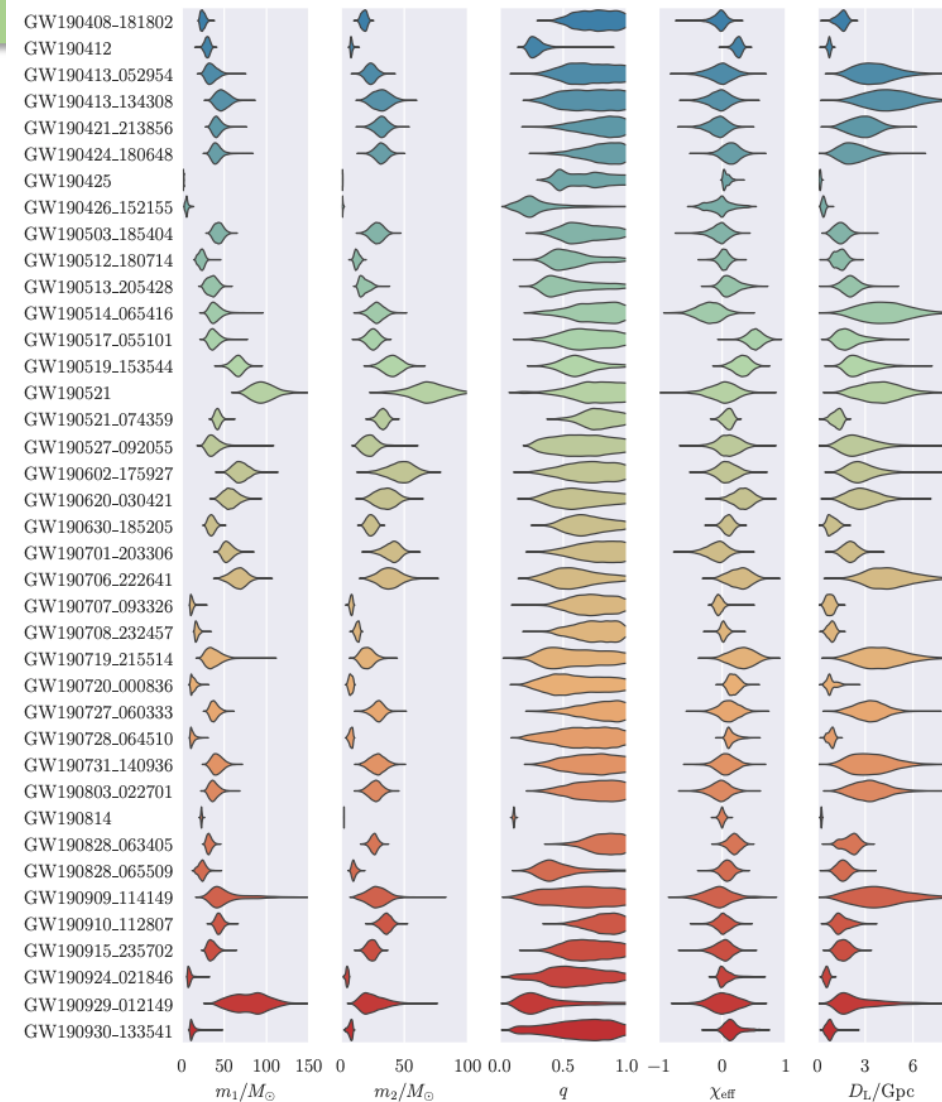 GW190408_181802
GW190412
GW190413_052954
GW190413_134308
GW190421_213856
GW190424_180648
GW190425
GW190426_152155
GW190503_185404
GW190512_180714
GW190513_205428
GW190514_065416
GW190517_055101
GW190519_153544
GW190521
GW190521_074359
GW190527_092055
GW190602_175927
GW190620_030421
GW190630_185205
GW190701_203306
GW190706_222641
GW190707_093326
GW190708_232457
GW190719_215514
GW190720_000836
GW190727_060333
GW190728_064510
GW190731_140936
GW190803_022701
GW190814
GW190828_063405
GW190828_065509
GW190909_114149
GW190910_112807
GW190915_235702
GW190924_021846
GW190929_012149
GW190930_133541
0 50 100 150 0 50 100 0.0 0.5 1.0 −1 0 1 0 3 6
m₁/M⊙ m₂/M⊙ q χeff DL/Gpc